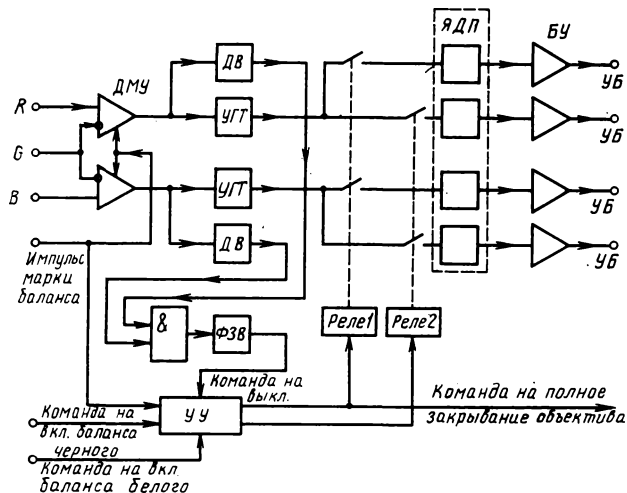 ЯДП
БУ
ДМУ
ДВ
УБ
R
УГТ
УБ
G
B
УГТ
УБ
ДВ
УБ
Импульс
марки
баланса
&
ФЗВ
Реле1
Реле2
Команда на
выкл.
Команда на полное
закрывание объектива
Команда на
вкл. баланса
черного
УУ
Команда на вкл.
баланса белого